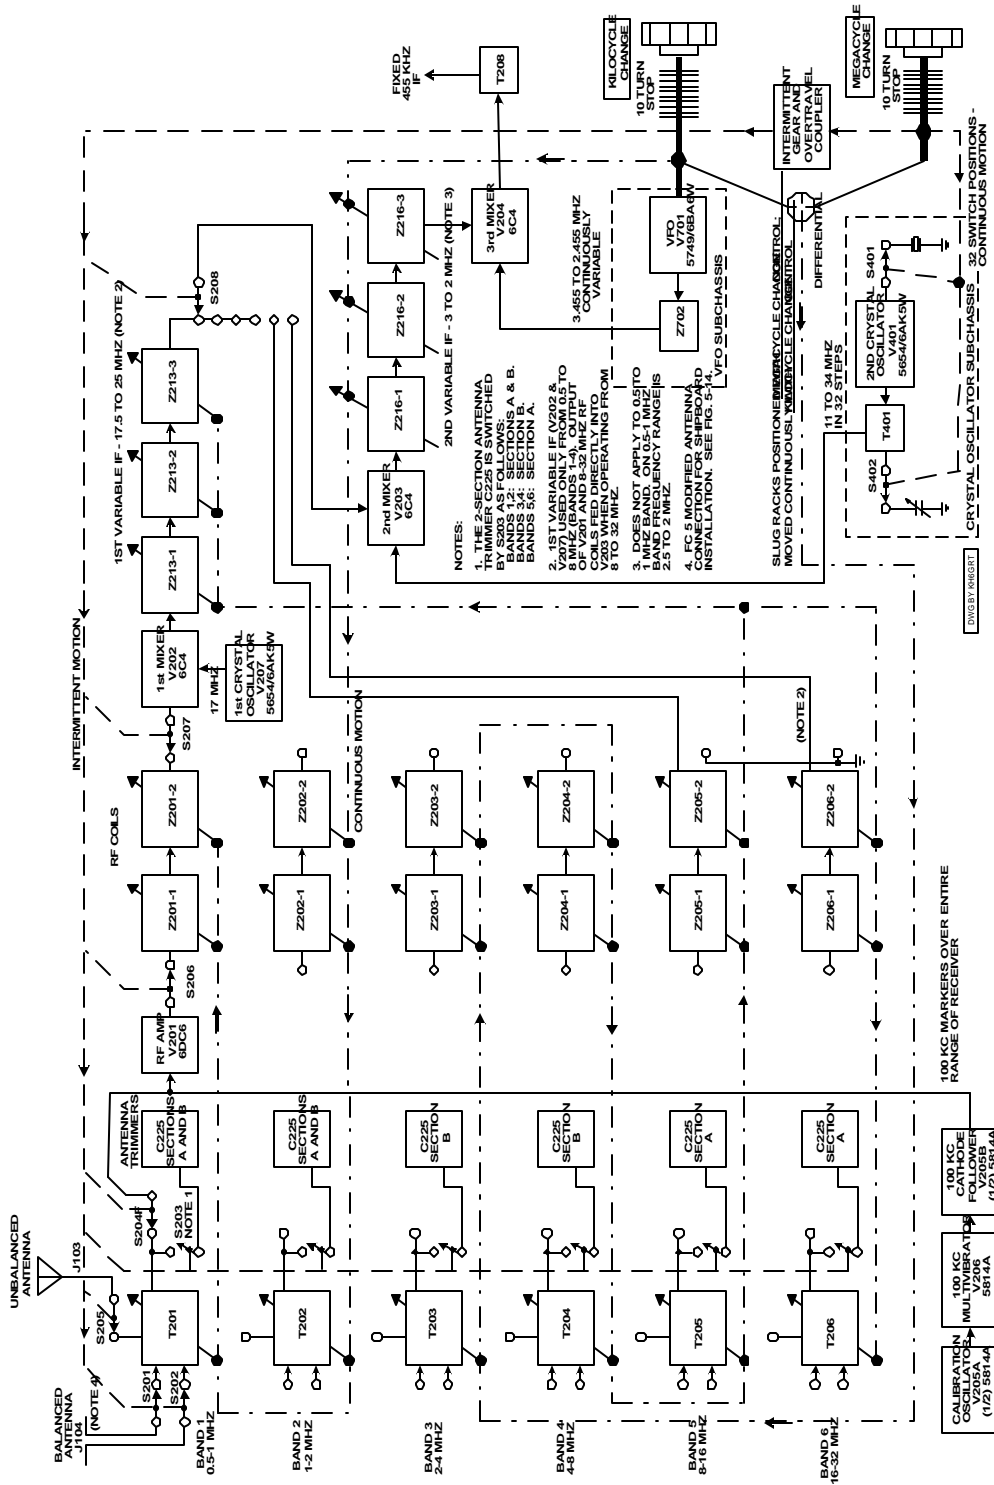 UNBALANCED
ANTENNA
J103
BALANCED
ANTENNA
J104
(NOTE 4)
S205
S201
S202
BAND 1
0.5-1 MHZ
BAND 2
1-2 MHZ
BAND 3
2-4 MHZ
BAND 4
4-8 MHZ
BAND 5
8-16 MHZ
BAND 6
16-32 MHZ
T201
T202
T203
T204
T205
T206
S204F
S203
NOTE 1
ANTENNA
TRIMMERS
C225
SECTIONS
A AND B
C225
SECTIONS
A AND B
C225
SECTION
B
C225
SECTION
B
C225
SECTION
A
C225
SECTION
A
CALIBRATION
OSCILLATOR
V205A
(1/2) 5814A
100 KC
MULTIVIBRATOR
V206
5814A
100 KC
CATHODE
FOLLOWER
V205B
(1/2) 5814A
100 KC MARKERS OVER ENTIRE
RANGE OF RECEIVER
RF AMP
V201
6DC6
S206
RF COILS
Z201-1
Z201-2
Z202-1
Z202-2
Z203-1
Z203-2
Z204-1
Z204-2
Z205-1
Z205-2
Z206-1
Z206-2
(NOTE 2)
S207
INTERMITTENT MOTION
CONTINUOUS MOTION
1st MIXER
V202
6C4
17 MHZ
1st CRYSTAL
OSCILLATOR
V207
5654/6AK5W
1ST VARIABLE IF - 17.5 TO 25 MHZ (NOTE 2)
Z213-1
Z213-2
Z213-3
S208
2nd MIXER
V203
6C4
Z216-1
Z216-2
Z216-3
2ND VARIABLE IF - 3 TO 2 MHZ (NOTE 3)
3rd MIXER
V204
6C4
T208
FIXED
455 KHZ
IF
NOTES:
1. THE 2-SECTION ANTENNA
TRIMMER C225 IS SWITCHED
BY S203 AS FOLLOWS:
BANDS 1,2: SECTIONS A & B.
BANDS 3,4: SECTION B.
BANDS 5,6: SECTION A.
2. 1ST VARIABLE IF (V202 &
V207) USED ONLY FROM 0.5 TO
8 MHZ (BANDS 1-4). OUTPUT
OF V201 AND 8-32 MHZ RF
COILS FED DIRECTLY INTO
V203 WHEN OPERATING FROM
8 TO 32 MHZ.
3. DOES NOT APPLY TO 0.5 TO
1 MHZ BAND. ON 0.5-1 MHZ
BAND FREQUENCY RANGE IS
2.5 TO 2 MHZ.
4. FC 5 MODIFIED ANTENNA
CONNECTION FOR SHIPBOARD
INSTALLATION. SEE FIG. 5-14.
3.455 TO 2.455 MHZ
CONTINUOUSLY
VARIABLE
VFO
V701
5749/6BA6W
Z702
VFO SUBCHASSIS
KILOCYCLE
CHANGE
10 TURN
STOP
MEGACYCLE
CHANGE
10 TURN
STOP
INTERMITTENT
GEAR AND
OVERTRAVEL
COUPLER
DIFFERENTIAL
SLUG RACKS POSITIONED
MEGACYCLE CHANGE CONTROL;
MOVED CONTINUOUSLY
KILOCYCLE CHANGE CONTROL
11 TO 34 MHZ
IN 32 STEPS
T401
2ND CRYSTAL
OSCILLATOR
V401
5654/6AK5W
S401
S402
CRYSTAL OSCILLATOR SUBCHASSIS
32 SWITCH POSITIONS -
CONTINUOUS MOTION
DWG BY KH6GRT